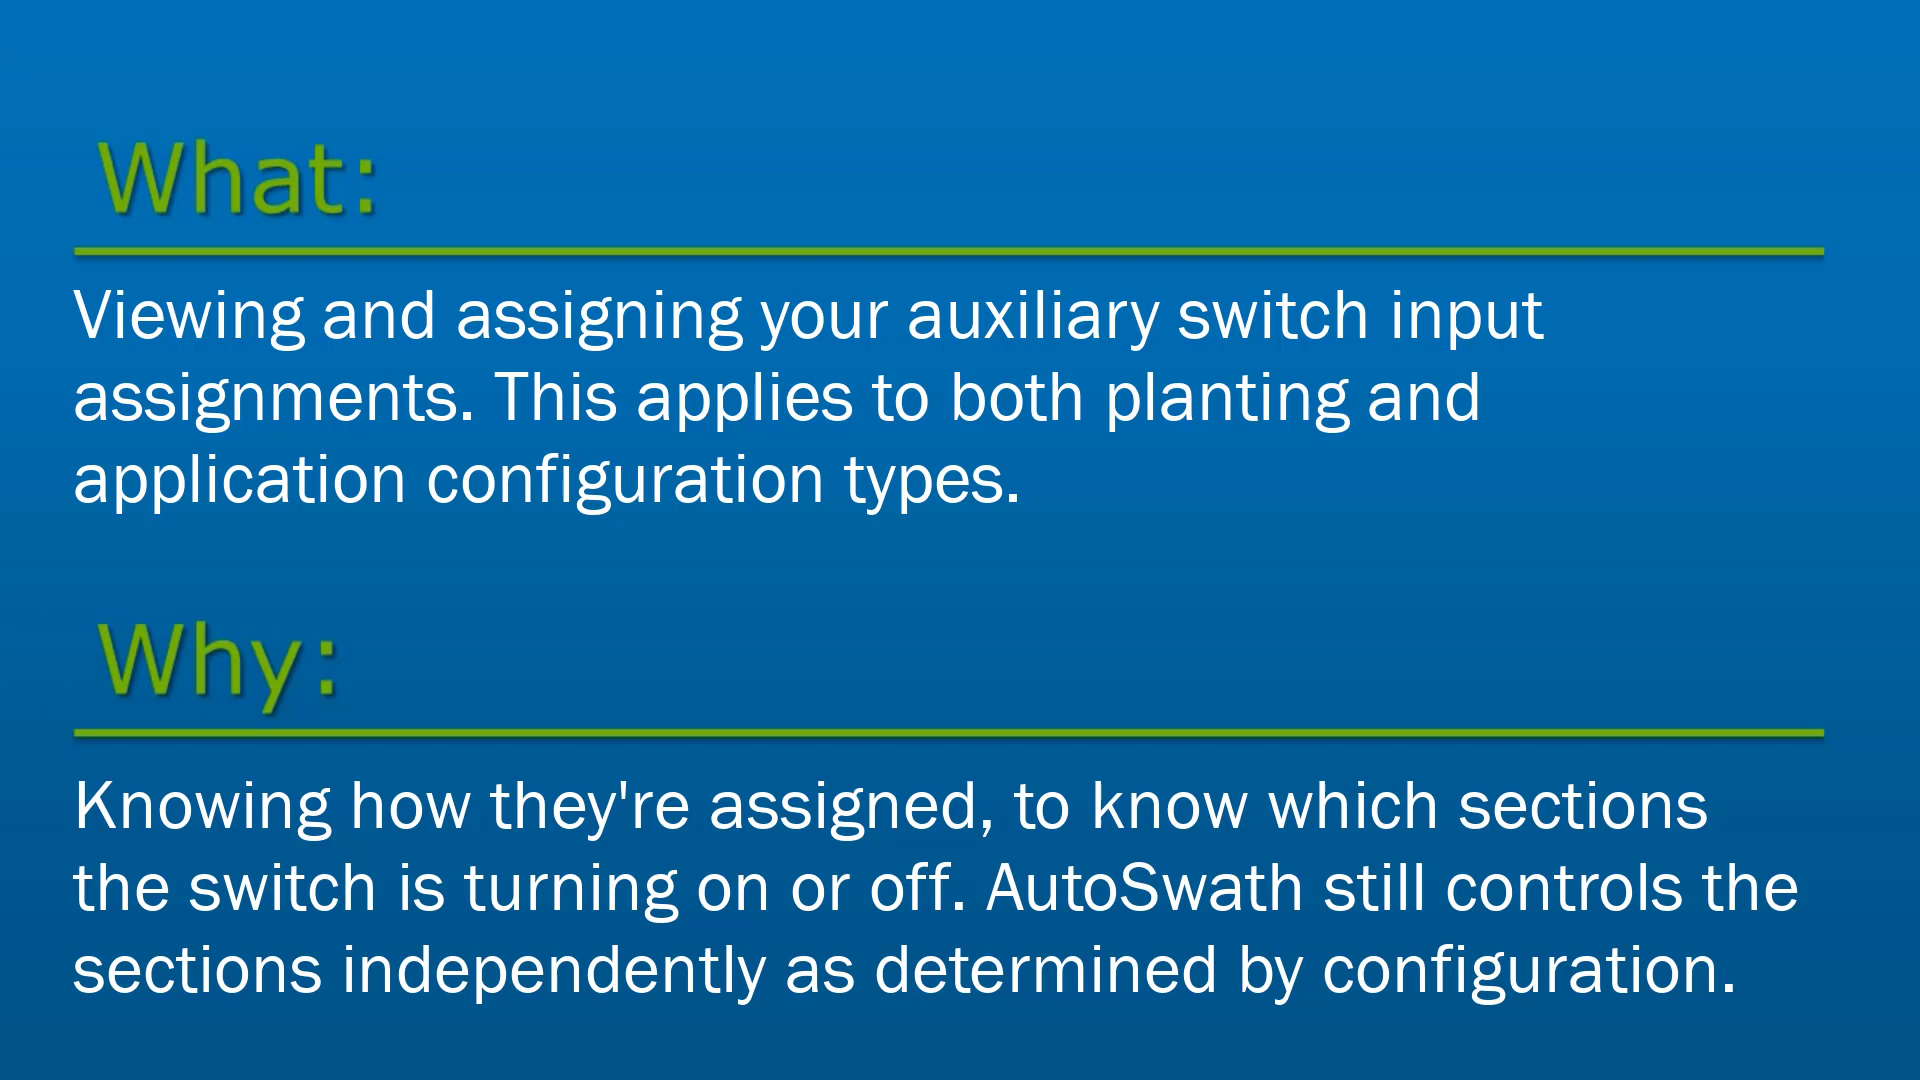 What:
Viewing and assigning your auxiliary switch input
assignments. This applies to both planting and
application configuration types.
Why:
Knowing how they're assigned, to know which sections
the switch is turning on or off. AutoSwath still controls the
sections independently as determined by configuration.